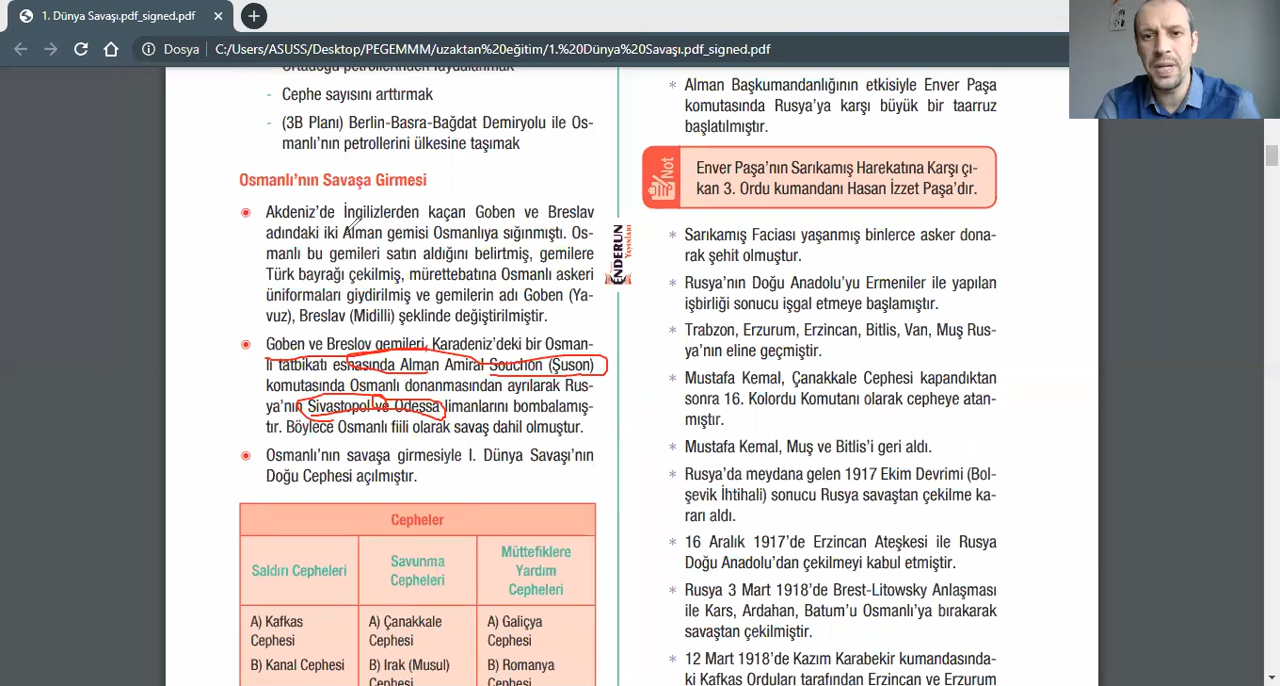 1. Dünya Savaşı.pdf_signed.pdf
Dosya
C:/Users/ASUSS/Desktop/PEGEMMM/uzaktan%20eğitim/1.%20Dünya%20Savaşı.pdf_signed.pdf
Ortadoğu petrollerinden faydalanmak
- Cephe sayısını arttırmak
- (3B Planı) Berlin-Basra-Bağdat Demiryolu ile Os-
manlı'nın petrollerini ülkesine taşımak
Osmanlı'nın Savaşa Girmesi
Akdeniz'de İngilizlerden kaçan Goben ve Breslav
adındaki iki Alman gemisi Osmanlıya sığınmıştı. Os-
manlı bu gemileri satın aldığını belirtmiş, gemilere
Türk bayrağı çekilmiş, mürettebatına Osmanlı askeri
üniformaları giydirilmiş ve gemilerin adı Goben (Ya-
vuz), Breslav (Midilli) şeklinde değiştirilmiştir.
Goben ve Breslov gemileri, Karadeniz'deki bir Osman-
lı tatbikatı esnasında Alman Amiral Souchon (Şuson)
komutasında Osmanlı donanmasından ayrılarak Rus-
ya'nın Sivastopol ve Odessa limanlarını bombalamış-
tır. Böylece Osmanlı fiili olarak savaş dahil olmuştur.
Osmanlı'nın savaşa girmesiyle I. Dünya Savaşı'nın
Doğu Cephesi açılmıştır.
Cepheler
Saldırı Cepheleri
Savunma
Cepheleri
Müttefiklere
Yardım
Cepheleri
A) Kafkas
Cephesi
B) Kanal Cephesi
A) Çanakkale
Cephesi
B) Irak (Musul)
Cephesi
A) Galiçya
Cephesi
B) Romanya
Cephesi
ENDERUN
Yayınları
* Alman Başkumandanlığının etkisiyle Enver Paşa
komutasında Rusya'ya karşı büyük bir taarruz
başlatılmıştır.
Not
Enver Paşa'nın Sarıkamış Harekatına Karşı çı-
kan 3. Ordu kumandanı Hasan İzzet Paşa'dır.
* Sarıkamış Faciası yaşanmış binlerce asker dona-
rak şehit olmuştur.
* Rusya'nın Doğu Anadolu'yu Ermeniler ile yapılan
işbirliği sonucu işgal etmeye başlamıştır.
* Trabzon, Erzurum, Erzincan, Bitlis, Van, Muş Rus-
ya'nın eline geçmiştir.
* Mustafa Kemal, Çanakkale Cephesi kapandıktan
sonra 16. Kolordu Komutanı olarak cepheye atan-
mıştır.
* Mustafa Kemal, Muş ve Bitlis'i geri aldı.
* Rusya'da meydana gelen 1917 Ekim Devrimi (Bol-
şevik İhtihali) sonucu Rusya savaştan çekilme ka-
rarı aldı.
* 16 Aralık 1917'de Erzincan Ateşkesi ile Rusya
Doğu Anadolu'dan çekilmeyi kabul etmiştir.
* Rusya 3 Mart 1918'de Brest-Litowsky Anlaşması
ile Kars, Ardahan, Batum'u Osmanlı'ya bırakarak
savaştan çekilmiştir.
* 12 Mart 1918'de Kazım Karabekir kumandasında-
ki Kafkas Orduları tarafından Erzincan ve Erzurum